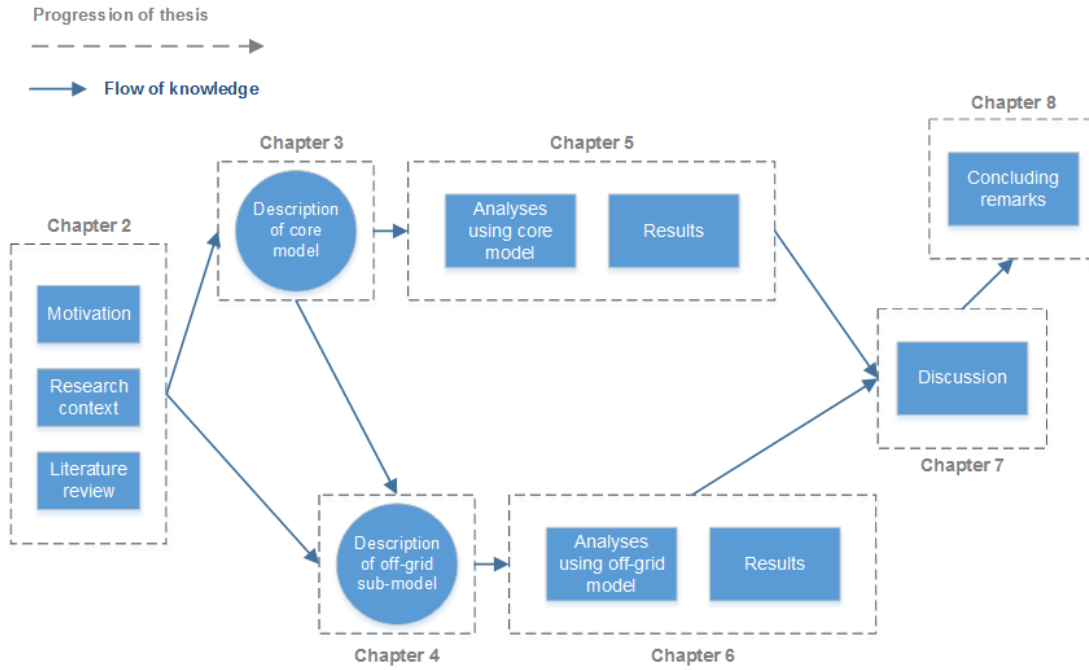 Progression of thesis
Flow of knowledge
Chapter 2
Motivation
Research
context
Literature
review
Chapter 3
Description
of core
model
Chapter 5
Analyses
using core
model
Results
Chapter 4
Description
of off-grid
sub-model
Chapter 6
Analyses
using off-grid
model
Results
Chapter 7
Discussion
Chapter 8
Concluding
remarks